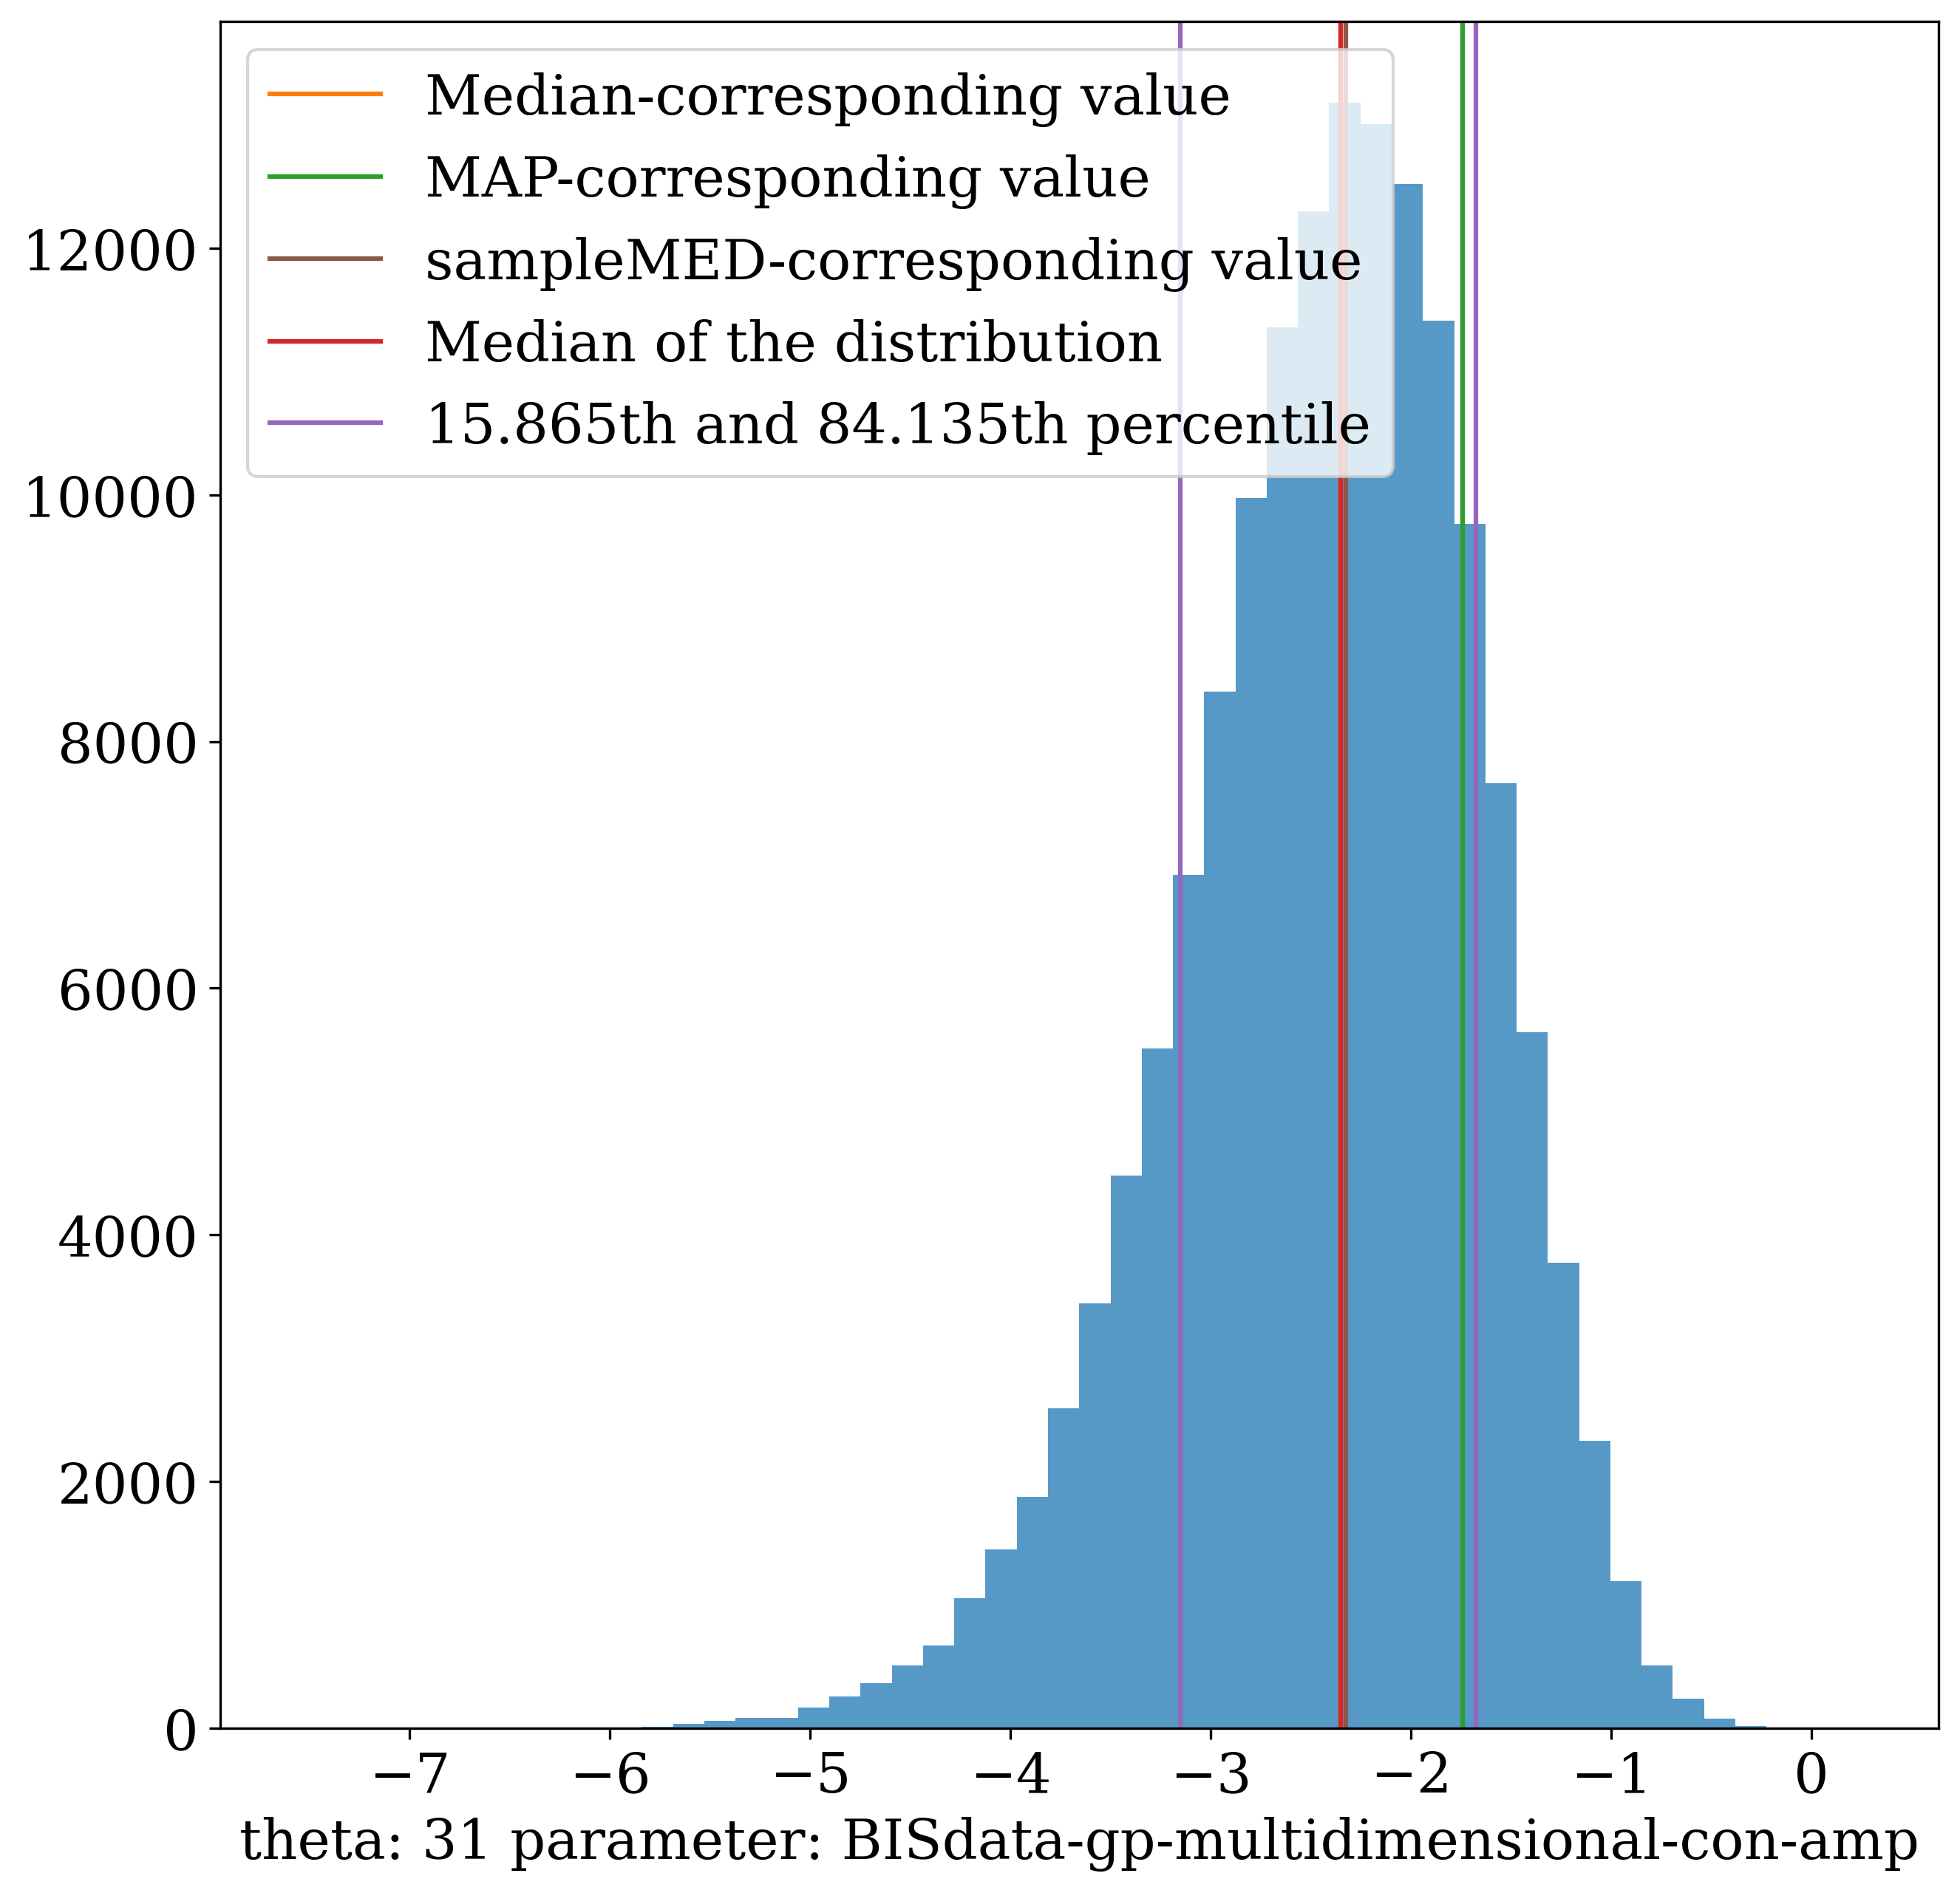 Median-corresponding value
MAP-corresponding value
sampleMED-corresponding value
Median of the distribution
15.865th and 84.135th percentile
12000
10000
8000
6000
4000
2000
0
−7 −6 −5 −4 −3 −2 −1 0
theta: 31 parameter: BISdata-gp-multidimensional-con-amp